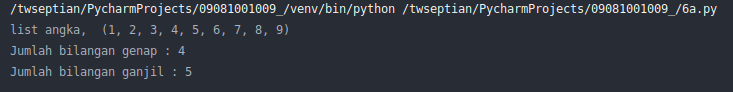 /twseptian/PycharmProjects/09081001009_/venv/bin/python /twseptian/PycharmProjects/09081001009_/6a.py
list angka,  (1, 2, 3, 4, 5, 6, 7, 8, 9)
Jumlah bilangan genap : 4
Jumlah bilangan ganjil : 5